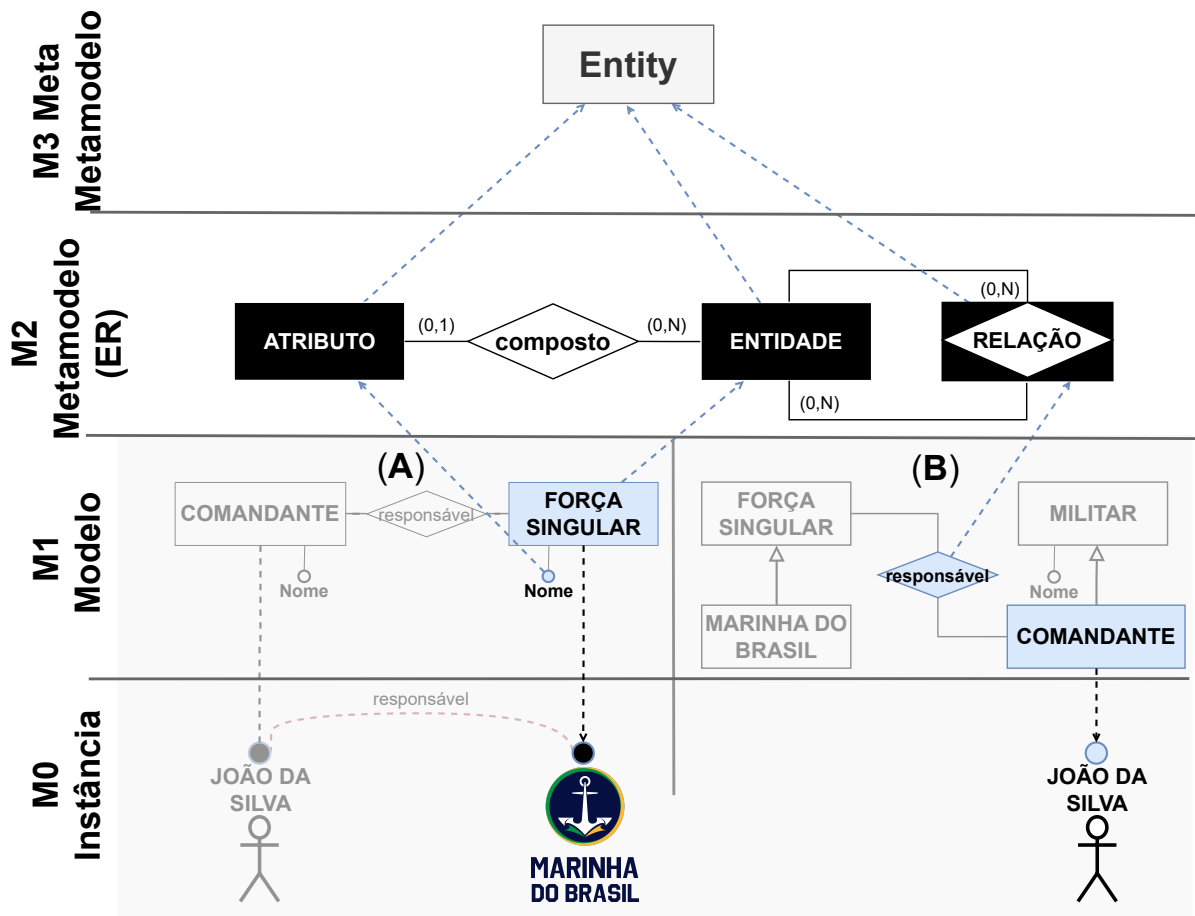 M3 Meta
Metamodelo
Entity
M2
Metamodelo
(ER)
ATRIBUTO
(0,1)
composto
(0,N)
ENTIDADE
(0,N)
RELAÇÃO
(0,N)
M1
Modelo
(A)
COMANDANTE
responsável
FORÇA
SINGULAR
Nome
Nome
(B)
FORÇA
SINGULAR
MILITAR
responsável
Nome
MARINHA DO
BRASIL
COMANDANTE
M0
Instância
responsável
JOÃO DA
SILVA
MARINHA
DO BRASIL
JOÃO DA
SILVA